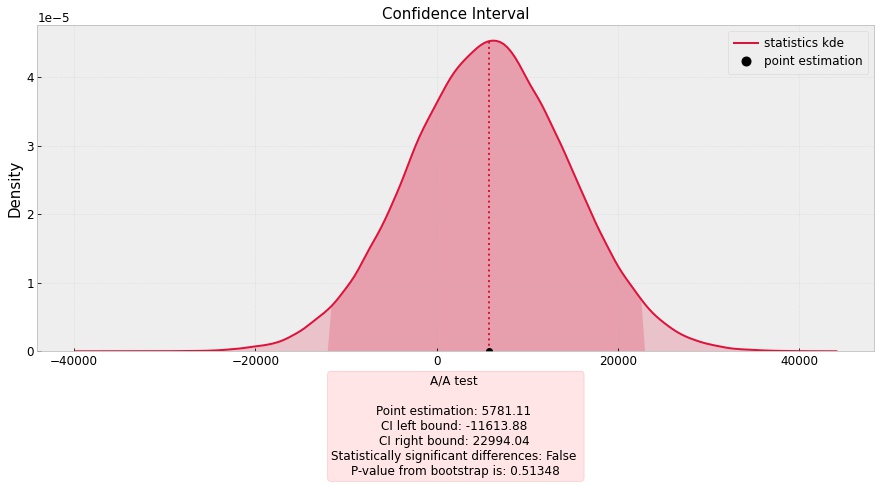 Confidence Interval
1e−5
statistics kde
point estimation
Density
4
3
2
1
0
−40000
−20000
0
20000
40000
A/A test
Point estimation: 5781.11
CI left bound: -11613.88
CI right bound: 22994.04
Statistically significant differences: False
P-value from bootstrap is: 0.51348